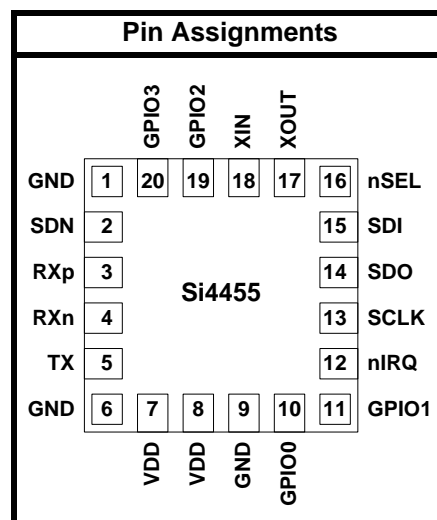 Pin Assignments
GPIO3 GPIO2 XIN XOUT
GND 1 20 19 18 17 16 nSEL
SDN 2 15 SDI
RXp 3 14 SDO
Si4455
RXn 4 13 SCLK
TX 5 12 nIRQ
GND 6 7 8 9 10 11 GPIO1
VDD VDD GND GPIO0